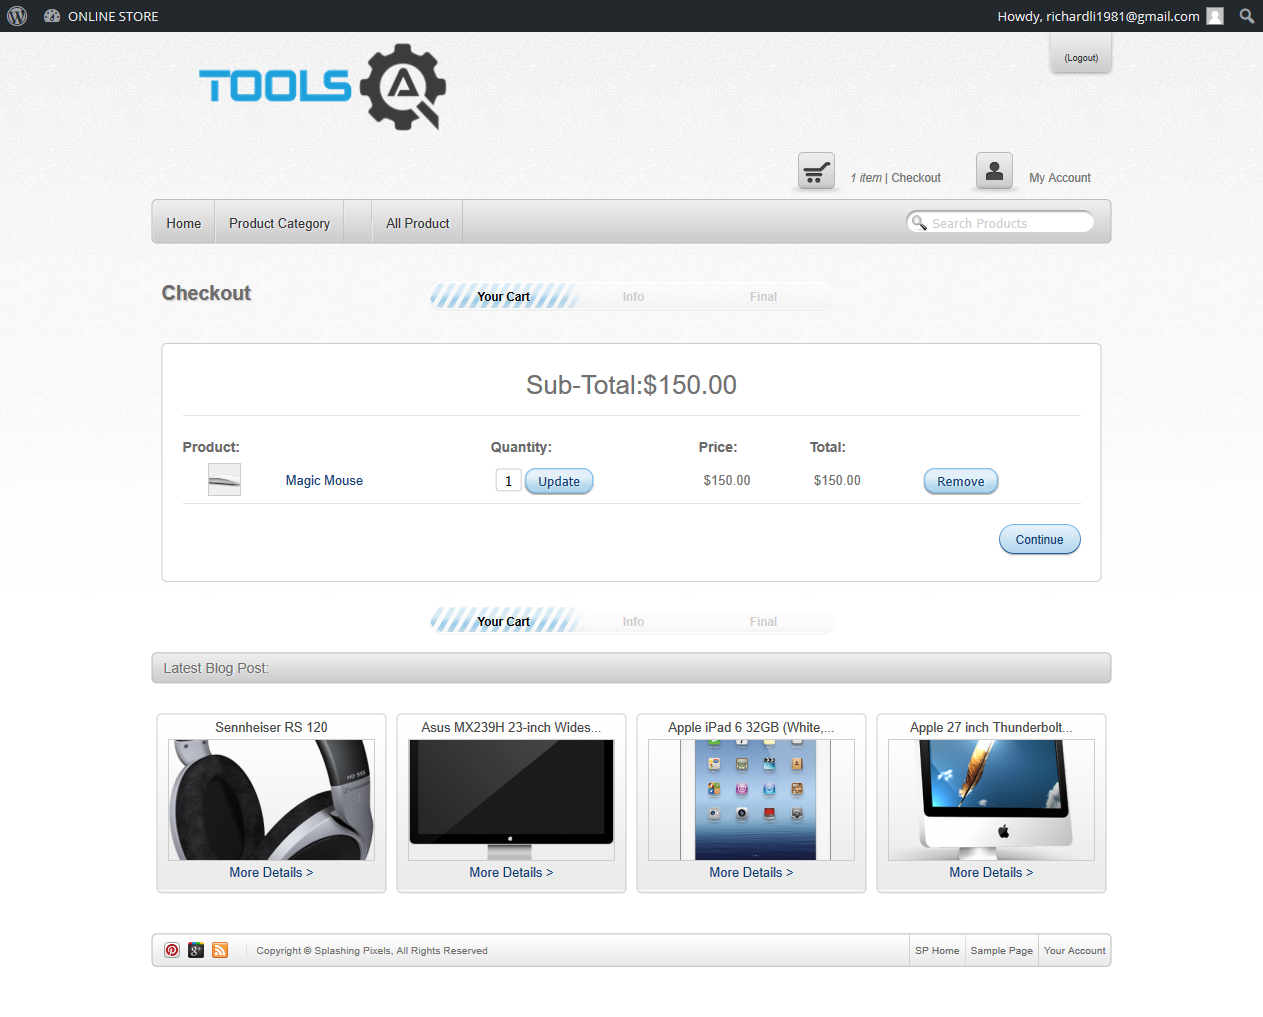 ONLINE STORE
Howdy, richardli1981@gmail.com
(Logout)
TOOLS QA
1 item | Checkout
My Account
Home
Product Category
All Product
Search Products
Checkout
Your Cart
Info
Final
Sub-Total:$150.00
Product:
Quantity:
Price:
Total:
Magic Mouse
1
Update
$150.00
$150.00
Remove
Continue
Your Cart
Info
Final
Latest Blog Post:
Sennheiser RS 120
Asus MX239H 23-inch Wides...
Apple iPad 6 32GB (White,...
Apple 27 inch Thunderbolt...
More Details >
More Details >
More Details >
More Details >
Copyright © Splashing Pixels, All Rights Reserved
SP Home
Sample Page
Your Account